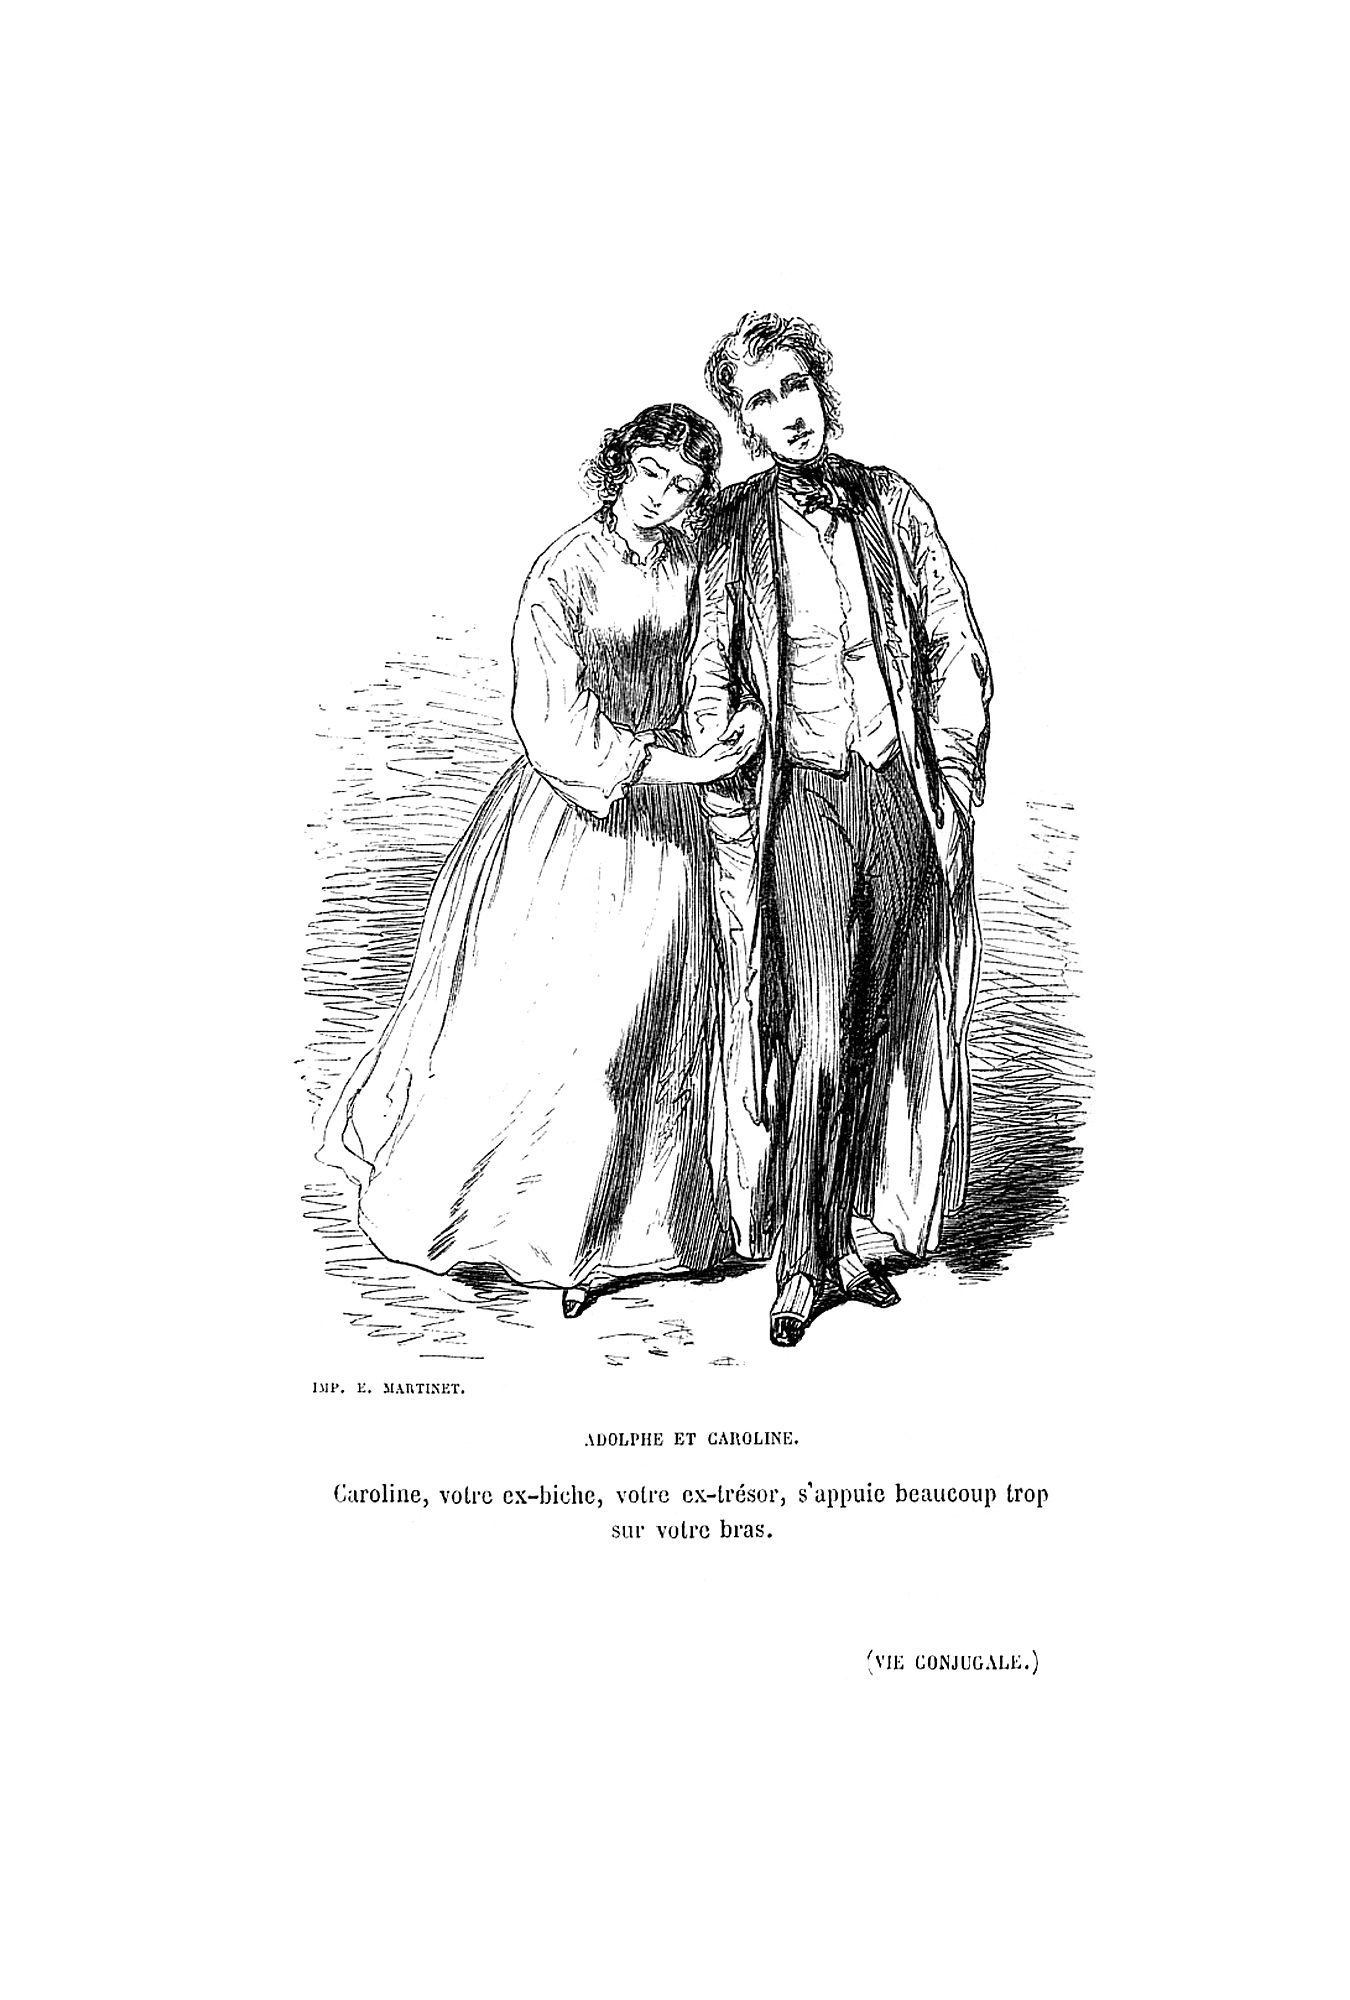 IMP. E. MARTINET.
ADOLPHE ET CAROLINE.
Caroline, votre ex-biche, votre ex-trésor, s'appuie beaucoup trop
sur votre bras.
(VIE CONJUGALE.)